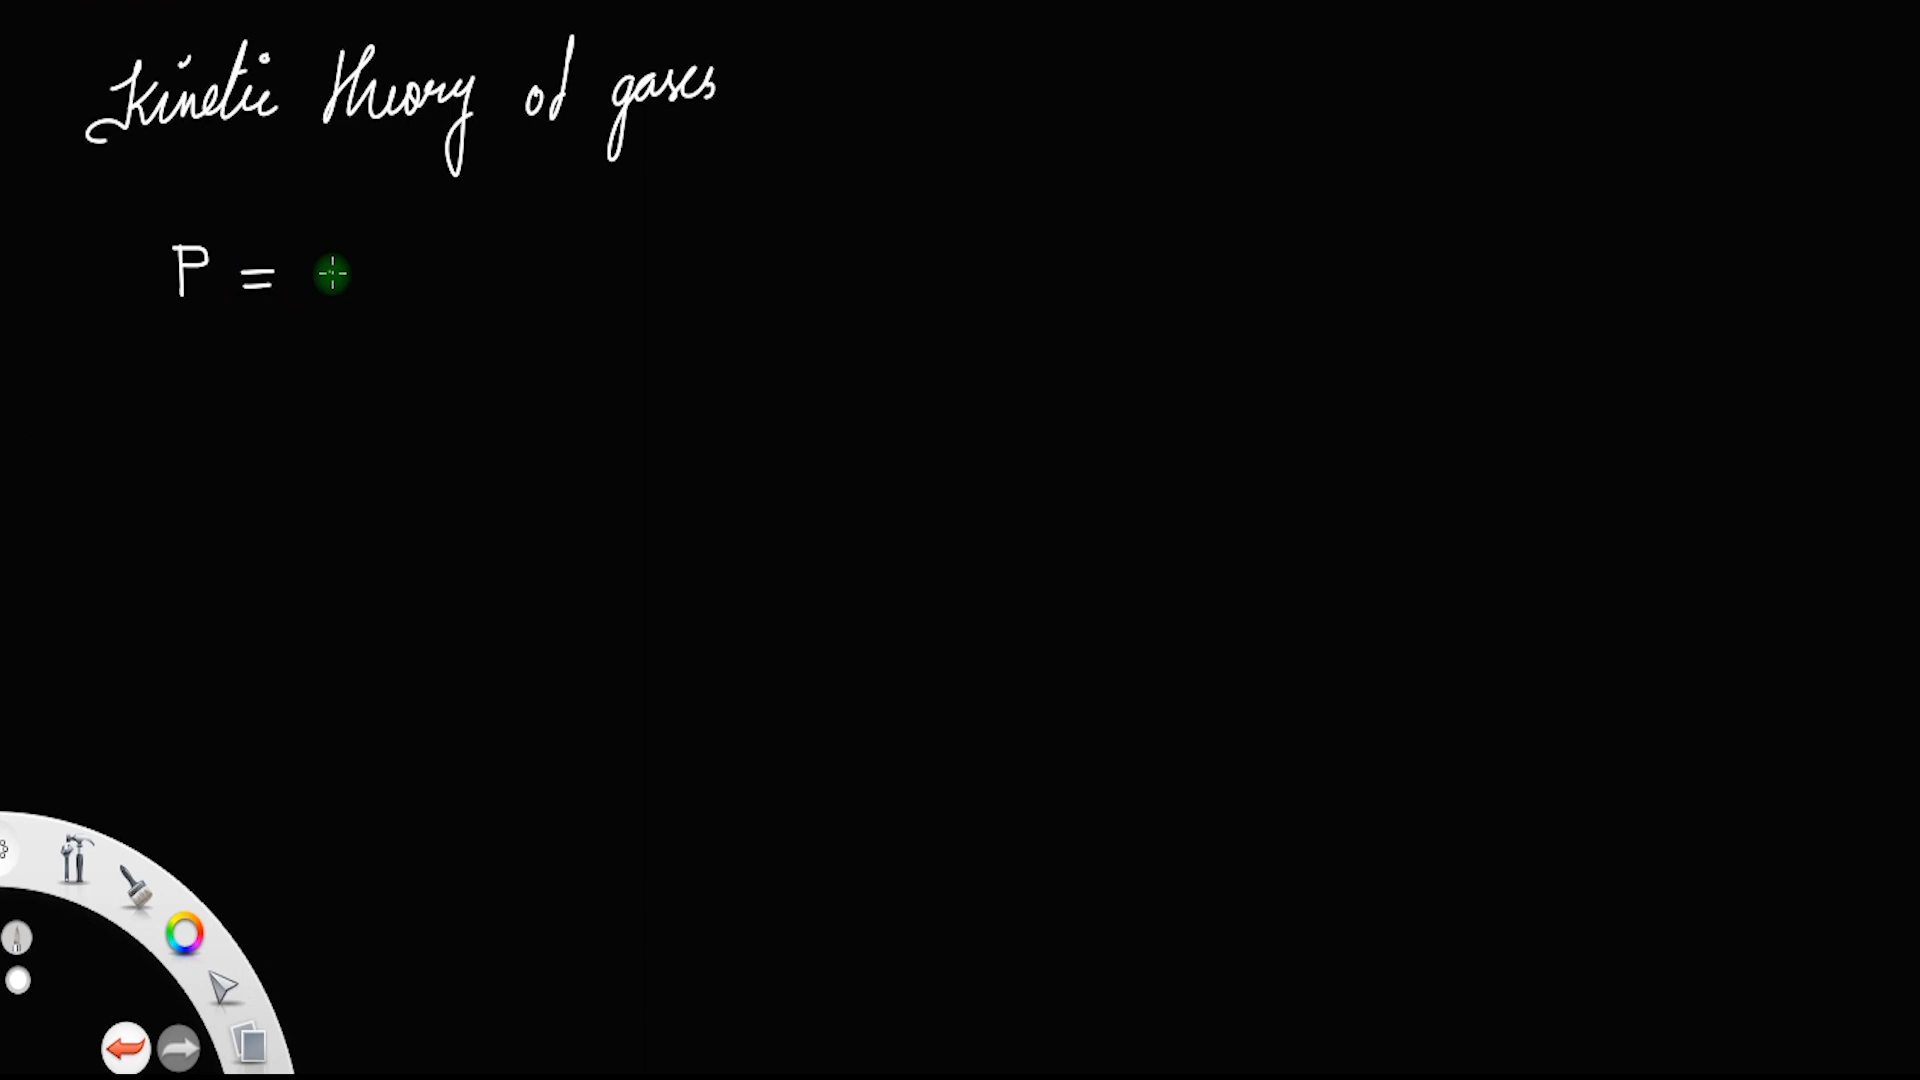 Kinetic theory of gases
P =